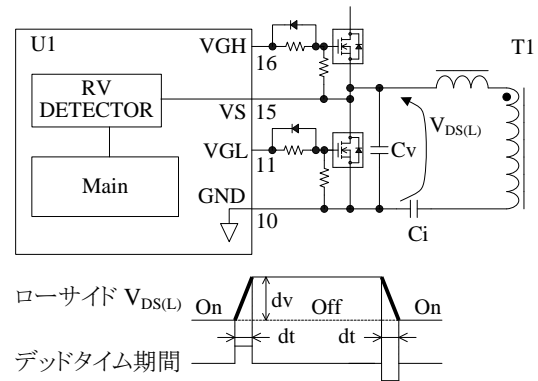 U1
VGH
16
T1
RV
DETECTOR
VS 15
VDS(L)
VGL
11
Cv
Main
GND
10
Ci
ローサイド VDS(L) On dv Off On
dt dt
デッドタイム期間